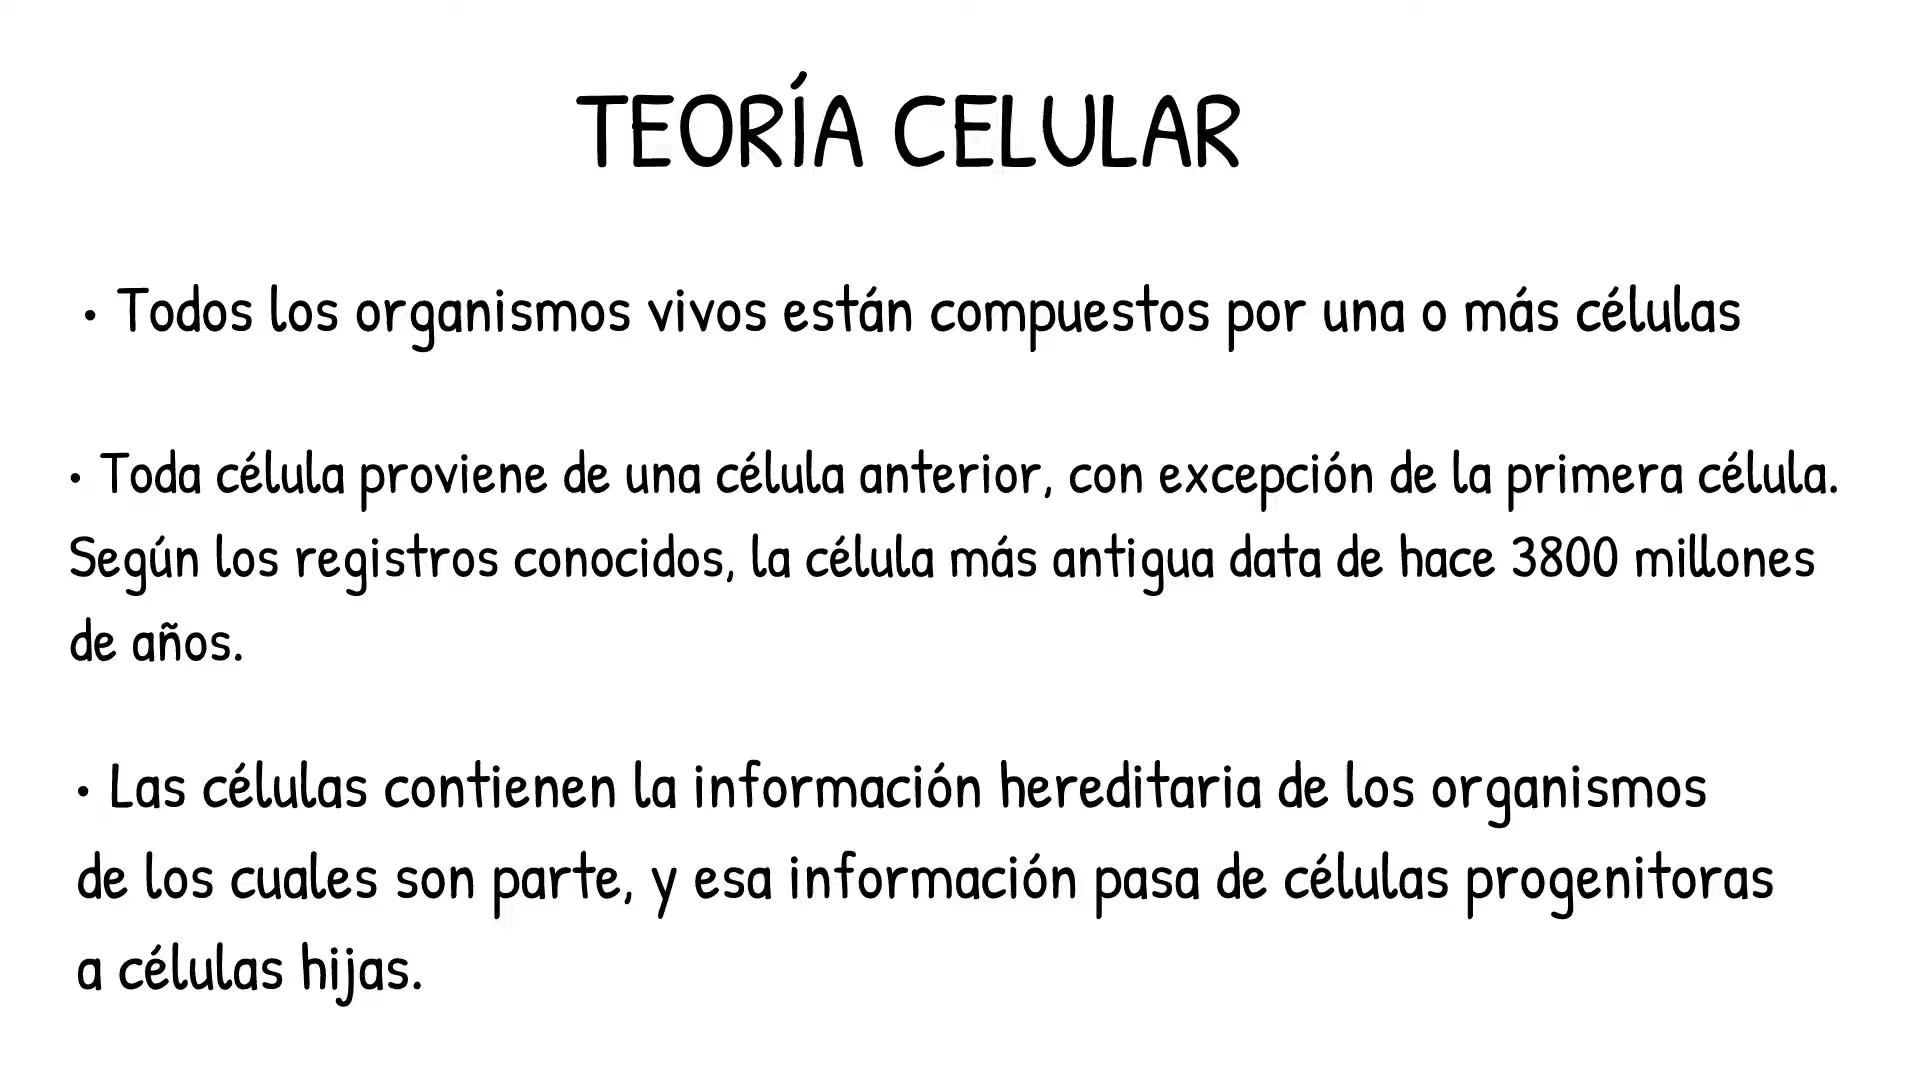 TEORÍA CELULAR
• Todos los organismos vivos están compuestos por una o más células
• Toda célula proviene de una célula anterior, con excepción de la primera célula.
Según los registros conocidos, la célula más antigua data de hace 3800 millones
de años.
• Las células contienen la información hereditaria de los organismos
de los cuales son parte, y esa información pasa de células progenitoras
a células hijas.